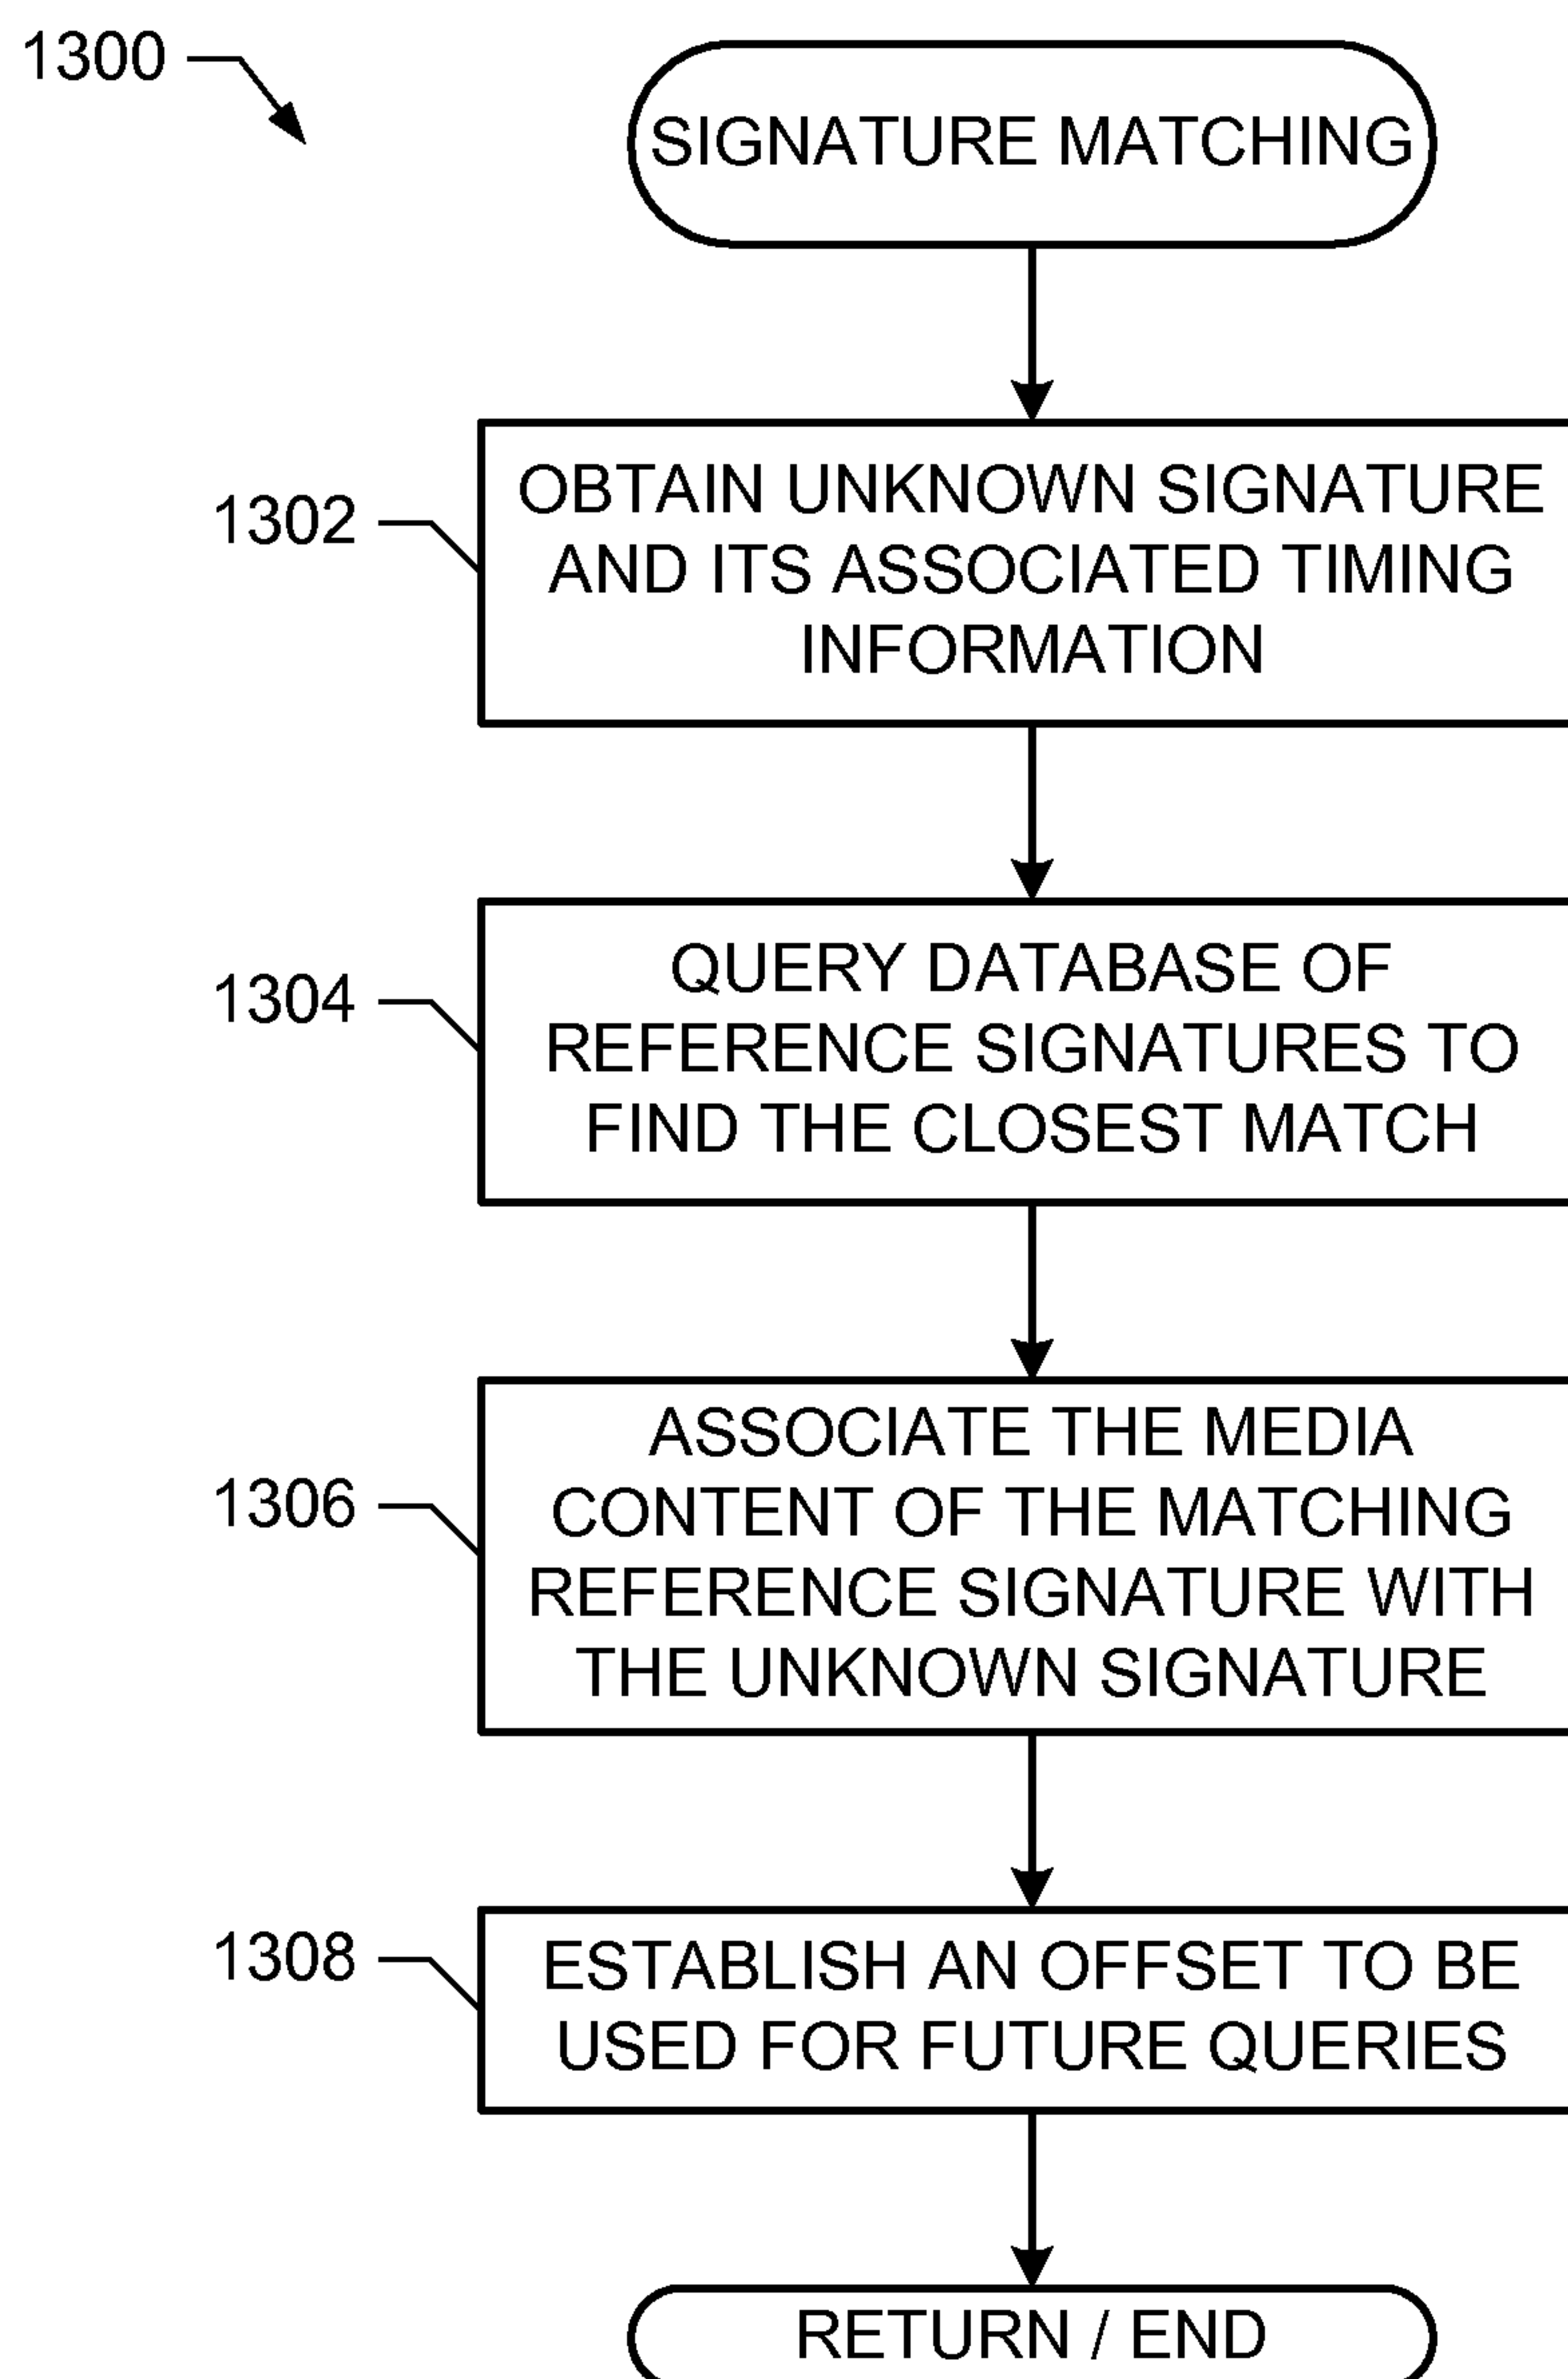 1300
SIGNATURE MATCHING
1302
OBTAIN UNKNOWN SIGNATURE
AND ITS ASSOCIATED TIMING
INFORMATION
1304
QUERY DATABASE OF
REFERENCE SIGNATURES TO
FIND THE CLOSEST MATCH
1306
ASSOCIATE THE MEDIA
CONTENT OF THE MATCHING
REFERENCE SIGNATURE WITH
THE UNKNOWN SIGNATURE
1308
ESTABLISH AN OFFSET TO BE
USED FOR FUTURE QUERIES
RETURN / END